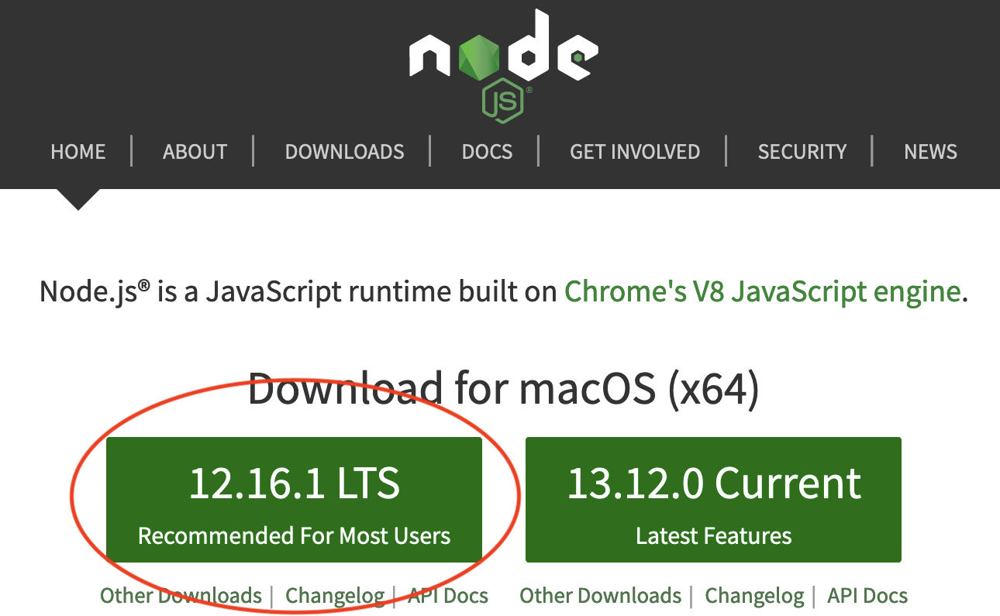 node
JS®
HOME | ABOUT | DOWNLOADS | DOCS | GET INVOLVED | SECURITY | NEWS
Node.js® is a JavaScript runtime built on Chrome's V8 JavaScript engine.
Download for macOS (x64)
12.16.1 LTS
Recommended For Most Users
13.12.0 Current
Latest Features
Other Downloads | Changelog | API Docs
Other Downloads | Changelog | API Docs